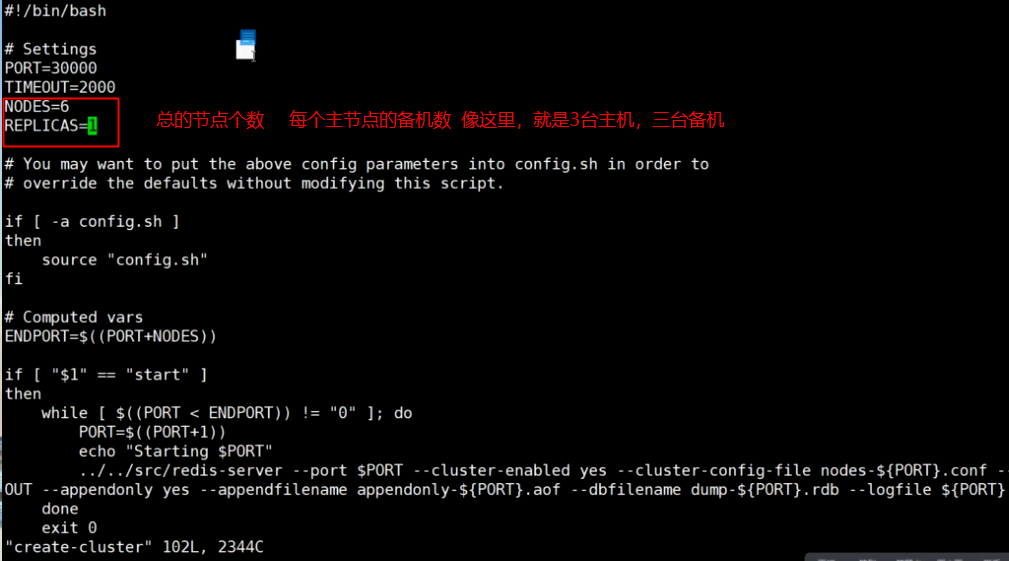 #!/bin/bash
# Settings
PORT=30000
TIMEOUT=2000
NODES=6
REPLICAS=1
总的节点个数 每个主节点的备机数 像这里，就是3台主机，三台备机
# You may want to put the above config parameters into config.sh in order to
# override the defaults without modifying this script.
if [ -a config.sh ]
then
    source "config.sh"
fi
# Computed vars
ENDPORT=$((PORT+NODES))
if [ "$1" == "start" ]
then
    while [ $((PORT < ENDPORT)) != "0" ]; do
        PORT=$((PORT+1))
        echo "Starting $PORT"
        ../../src/redis-server --port $PORT --cluster-enabled yes --cluster-config-file nodes-${PORT}.conf --
OUT --appendonly yes --appendfilename appendonly-${PORT}.aof --dbfilename dump-${PORT}.rdb --logfile ${PORT}
    done
    exit 0
"create-cluster" 102L, 2344C